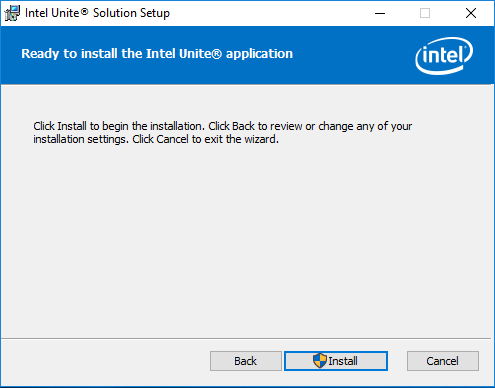 Intel Unite® Solution Setup
Ready to install the Intel Unite® application
intel
Click Install to begin the installation. Click Back to review or change any of your
installation settings. Click Cancel to exit the wizard.
Back
Install
Cancel